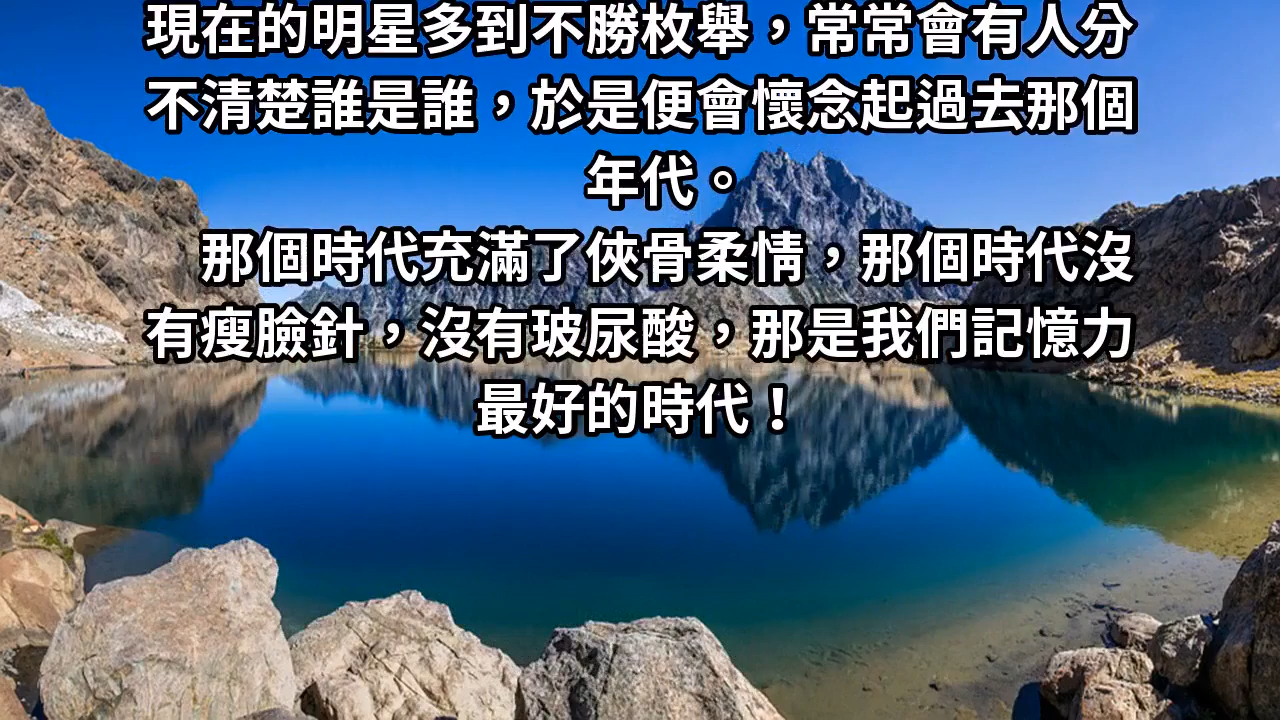 現在的明星多到不勝枚舉，常常會有人分
不清楚誰是誰，於是便會懷念起過去那個
年代。
那個時代充滿了俠骨柔情，那個時代沒
有瘦臉針，沒有玻尿酸，那是我們記憶力
最好的時代！